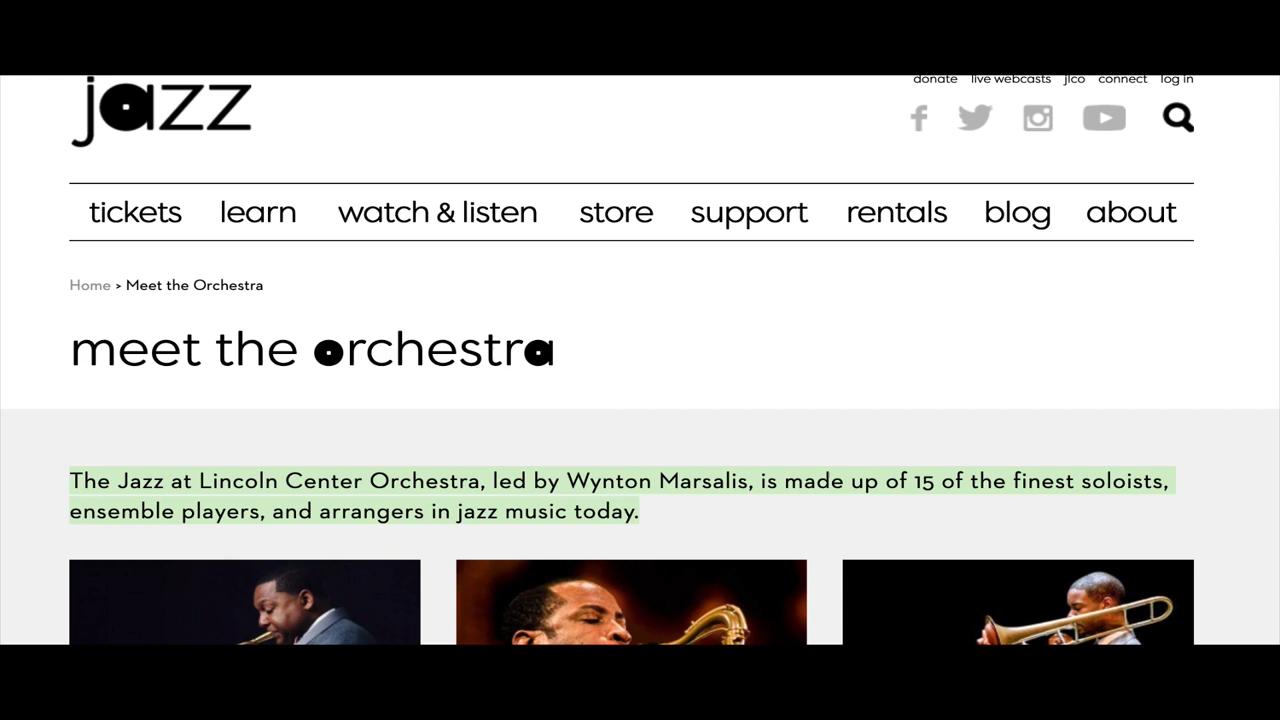 jazz
donate live webcasts jlco connect log in
tickets learn watch & listen store support rentals blog about
Home > Meet the Orchestra
meet the orchestra
The Jazz at Lincoln Center Orchestra, led by Wynton Marsalis, is made up of 15 of the finest soloists,
ensemble players, and arrangers in jazz music today.